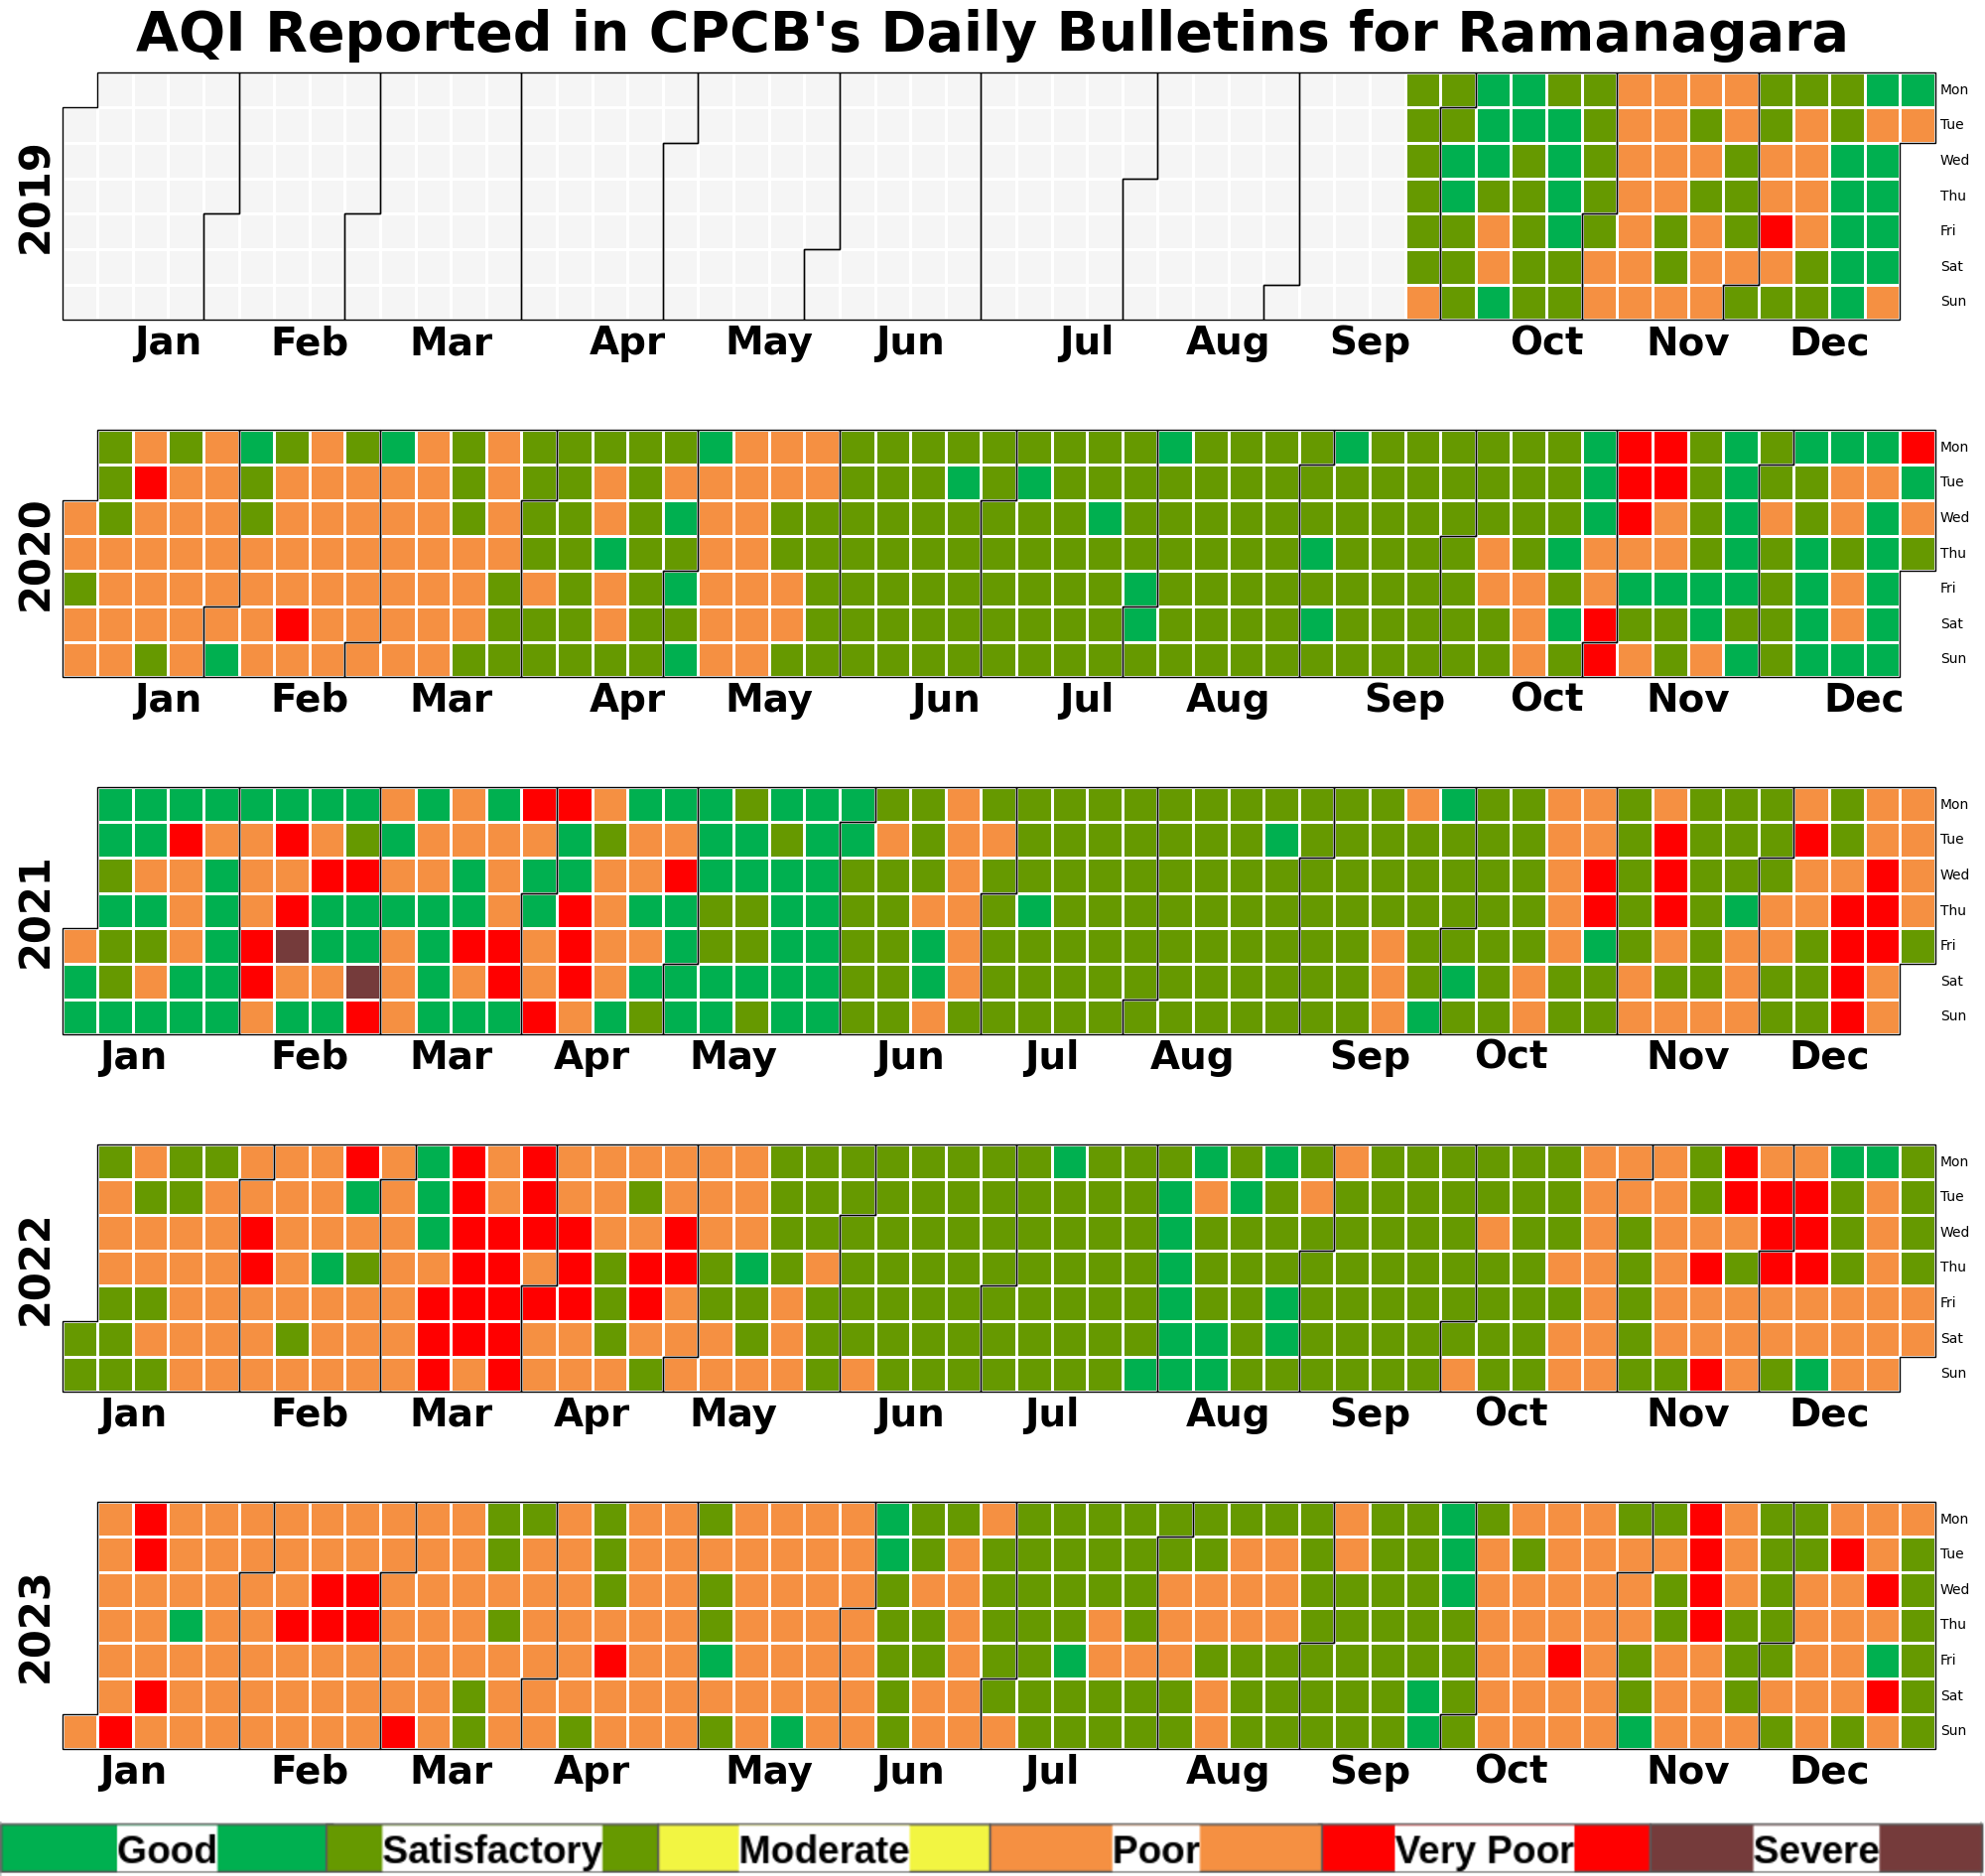 AQI Reported in CPCB's Daily Bulletins for Ramanagara
2019
Mon
Tue
Wed
Thu
Fri
Sat
Sun
Jan Feb Mar Apr May Jun Jul Aug Sep Oct Nov Dec
2020
Mon
Tue
Wed
Thu
Fri
Sat
Sun
Jan Feb Mar Apr May Jun Jul Aug Sep Oct Nov Dec
2021
Mon
Tue
Wed
Thu
Fri
Sat
Sun
Jan Feb Mar Apr May Jun Jul Aug Sep Oct Nov Dec
2022
Mon
Tue
Wed
Thu
Fri
Sat
Sun
Jan Feb Mar Apr May Jun Jul Aug Sep Oct Nov Dec
2023
Mon
Tue
Wed
Thu
Fri
Sat
Sun
Jan Feb Mar Apr May Jun Jul Aug Sep Oct Nov Dec
Good Satisfactory Moderate Poor Very Poor Severe